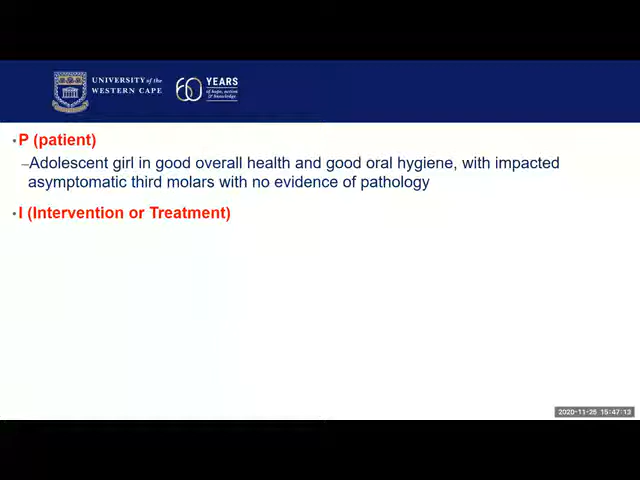 UNIVERSITY of the
WESTERN CAPE
60 YEARS
of hope, action
& knowledge
•P (patient)
–Adolescent girl in good overall health and good oral hygiene, with impacted
asymptomatic third molars with no evidence of pathology
•I (Intervention or Treatment)
2020-11-26 15:47:13